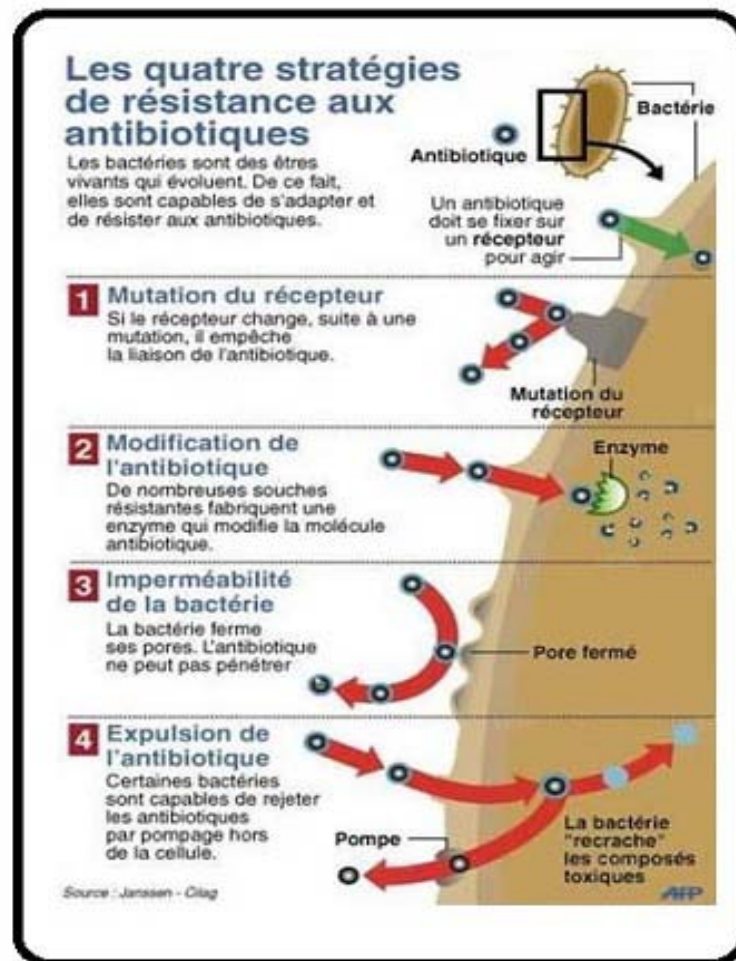 Les quatre stratégies
de résistance aux
antibiotiques
Les bactéries sont des êtres
vivants qui évoluent. De ce fait,
elles sont capables de s'adapter et
de résister aux antibiotiques.
Bactérie
Antibiotique
Un antibiotique
doit se fixer sur
un récepteur
pour agir
1 Mutation du récepteur
Si le récepteur change, suite à une
mutation, il empêche
la liaison de l'antibiotique.
Mutation du
récepteur
2 Modification de
l'antibiotique
De nombreuses souches
résistantes fabriquent une
enzyme qui modifie la molécule
antibiotique.
Enzyme
3 Imperméabilité
de la bactérie
La bactérie ferme
ses pores. L'antibiotique
ne peut pas pénétrer
Pore fermé
4 Expulsion de
l'antibiotique
Certaines bactéries
sont capables de rejeter
les antibiotiques
par pompage hors
de la cellule.
Pompe
La bactérie
"recrache"
les composés
toxiques
Source : Janssen - Cilag
AFP